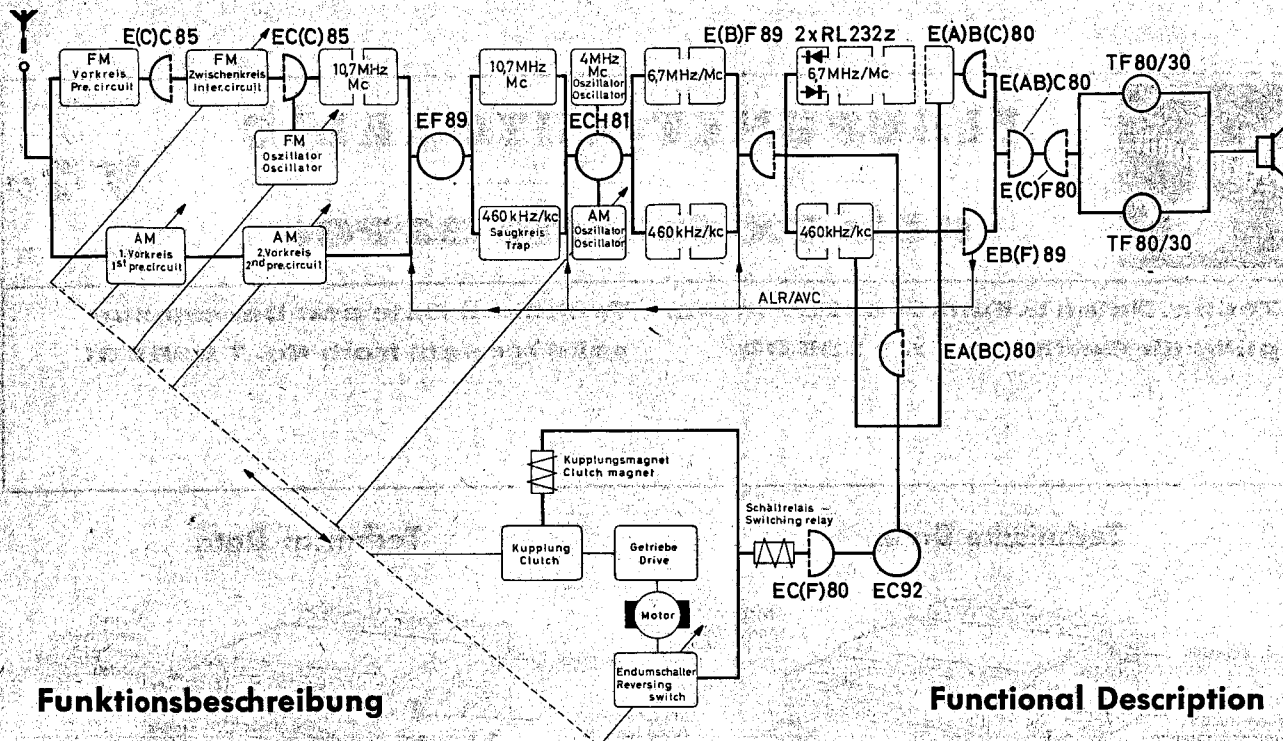 E(C)C85
EC(C)85
FM
Vorkreis
Pre. circuit
FM
Zwischenkreis
Inter.circuit
10,7MHz
Mc
FM
Oszillator
Oscillator
AM
1. Vorkreis
1st pre.circuit
AM
2. Vorkreis
2nd pre.circuit
EF89
10,7MHz
Mc
460kHz/kc
Saugkreis
Trap
4MHz
Mc
Oszillator
Oscillator
ECH81
AM
Oszillator
Oscillator
6,7MHz/Mc
460kHz/kc
E(B)F89
2xRL232z
6,7MHz/Mc
460kHz/kc
E(A)B(C)80
E(AB)C80
E(C)F80
EB(F)89
TF80/30
TF80/30
ALR/AVC
EA(BC)80
Kupplungsmagnet
Clutch magnet
Kupplung
Clutch
Getriebe
Drive
Motor
Endumschalter
Reversing
switch
Schaltrelais
Switching relay
EC(F)80
EC92
Funktionsbeschreibung
Functional Description